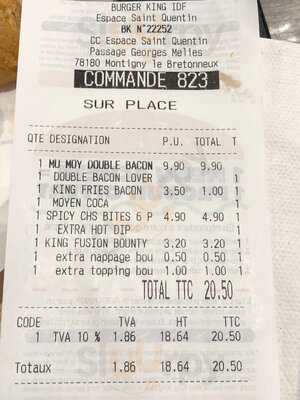 BURGER KING IDF
Espace Saint Quentin
BK N°22252
CC Espace Saint Quentin
Passage Georges Melies
78180 Montigny le Bretonneux
COMMANDE 823
SUR PLACE
QTE DESIGNATION P.U. TOTAL T
1 MU MOY DOUBLE BACON 9.90 9.90
1 DOUBLE BACON LOVER 1
1 KING FRIES BACON 3.50 1.00 1
1 MOYEN COCA 1
1 SPICY CHS BITES 6 P 4.90 4.90 1
1 EXTRA HOT DIP 1
1 KING FUSION BOUNTY 3.20 3.20 1
1 extra nappage bou 0.50 0.50 1
1 extra topping bou 1.00 1.00 1
TOTAL TTC 20.50
CODE TVA HT TTC
1 TVA 10 % 1.86 18.64 20.50
Totaux 1.86 18.64 20.50